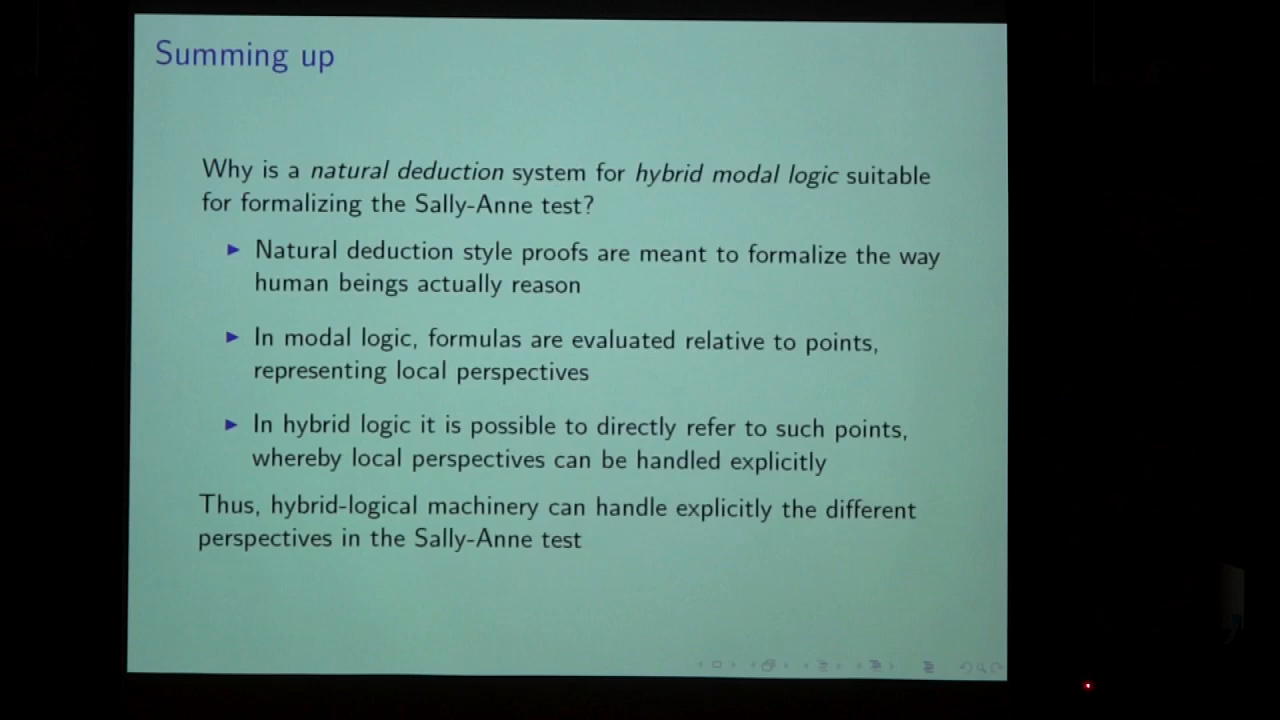 Summing up
Why is a natural deduction system for hybrid modal logic suitable
for formalizing the Sally-Anne test?
Natural deduction style proofs are meant to formalize the way
human beings actually reason
In modal logic, formulas are evaluated relative to points,
representing local perspectives
In hybrid logic it is possible to directly refer to such points,
whereby local perspectives can be handled explicitly
Thus, hybrid-logical machinery can handle explicitly the different
perspectives in the Sally-Anne test